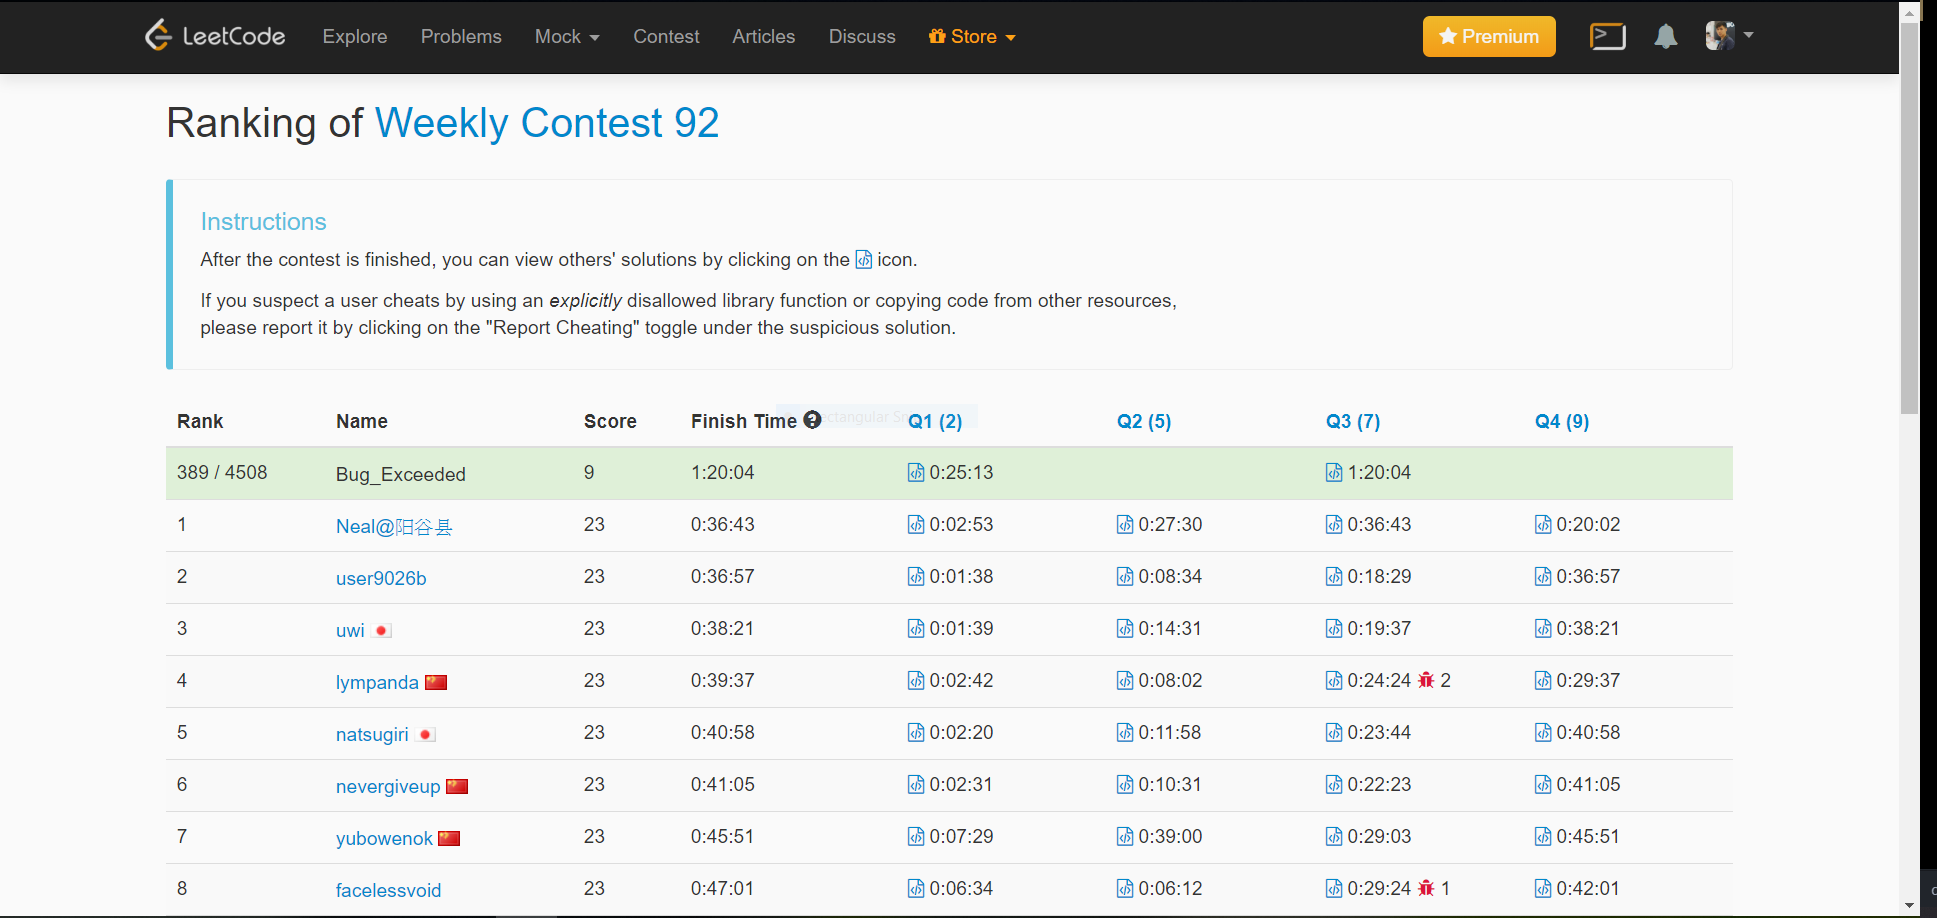 LeetCode Explore Problems Mock Contest Articles Discuss Store Premium
Ranking of Weekly Contest 92
Instructions
After the contest is finished, you can view others' solutions by clicking on the icon.
If you suspect a user cheats by using an explicitly disallowed library function or copying code from other resources,
please report it by clicking on the "Report Cheating" toggle under the suspicious solution.
Rank Name Score Finish Time Q1 (2) Q2 (5) Q3 (7) Q4 (9)
389 / 4508 Bug_Exceeded 9 1:20:04 0:25:13 1:20:04
1 Neal@阳谷县 23 0:36:43 0:02:53 0:27:30 0:36:43 0:20:02
2 user9026b 23 0:36:57 0:01:38 0:08:34 0:18:29 0:36:57
3 uwi 23 0:38:21 0:01:39 0:14:31 0:19:37 0:38:21
4 lympanda 23 0:39:37 0:02:42 0:08:02 0:24:24 2 0:29:37
5 natsugiri 23 0:40:58 0:02:20 0:11:58 0:23:44 0:40:58
6 nevergiveup 23 0:41:05 0:02:31 0:10:31 0:22:23 0:41:05
7 yubowenok 23 0:45:51 0:07:29 0:39:00 0:29:03 0:45:51
8 facelessvoid 23 0:47:01 0:06:34 0:06:12 0:29:24 1 0:42:01